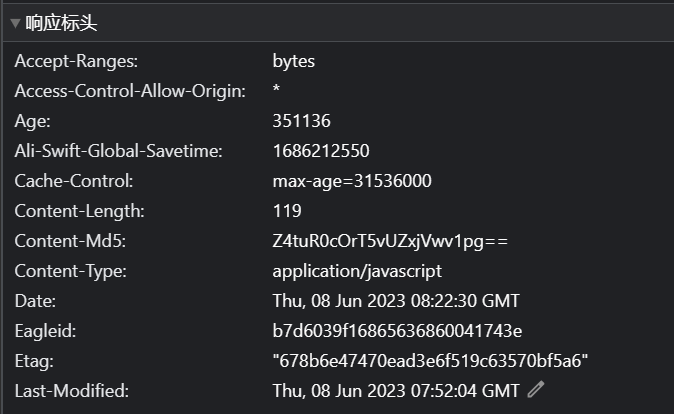 响应标头
Accept-Ranges: bytes
Access-Control-Allow-Origin: *
Age: 351136
Ali-Swift-Global-Savetime: 1686212550
Cache-Control: max-age=31536000
Content-Length: 119
Content-Md5: Z4tuR0cOrT5vUZxjVwv1pg==
Content-Type: application/javascript
Date: Thu, 08 Jun 2023 08:22:30 GMT
Eagleid: b7d6039f16865636860041743e
Etag: "678b6e47470ead3e6f519c63570bf5a6"
Last-Modified: Thu, 08 Jun 2023 07:52:04 GMT